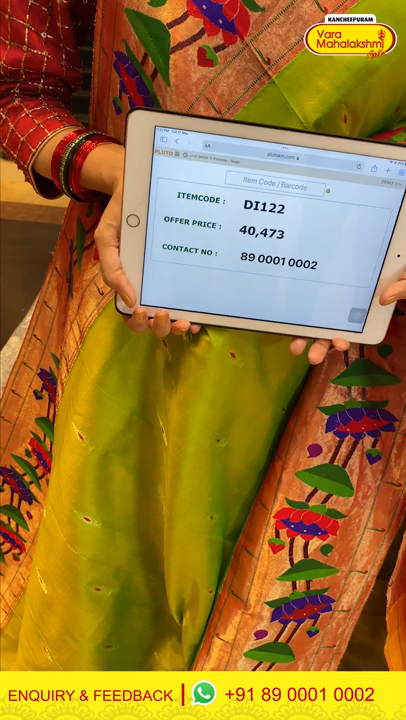 KANCHEEPURAM
Vara
Mahalakshmi
Silks
Item Code / Barcode
ITEMCODE : DI122
OFFER PRICE : 40,473
CONTACT NO : 89 0001 0002
ENQUIRY & FEEDBACK | +91 89 0001 0002